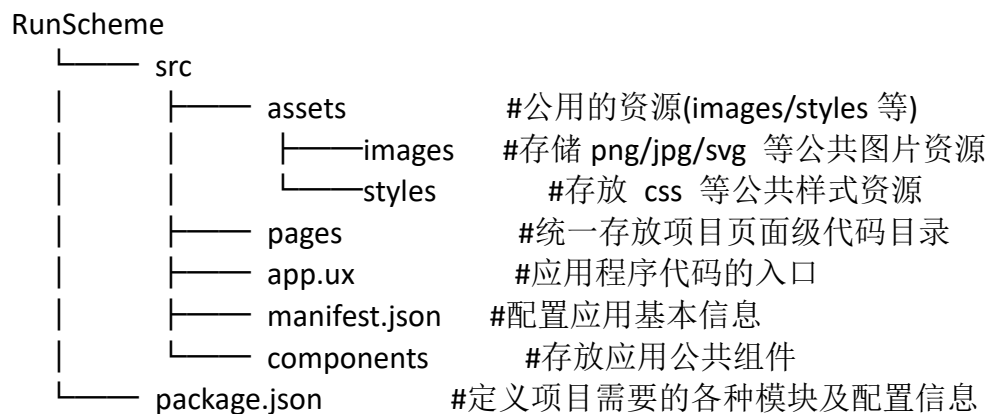 RunScheme
└──── src
│ ├──── assets #公用的资源(images/styles 等)
│ │ ├────images #存储 png/jpg/svg 等公共图片资源
│ │ └────styles #存放 css 等公共样式资源
│ ├──── pages #统一存放项目页面级代码目录
│ ├──── app.ux #应用程序代码的入口
│ ├──── manifest.json #配置应用基本信息
│ └──── components #存放应用公共组件
└──── package.json #定义项目需要的各种模块及配置信息